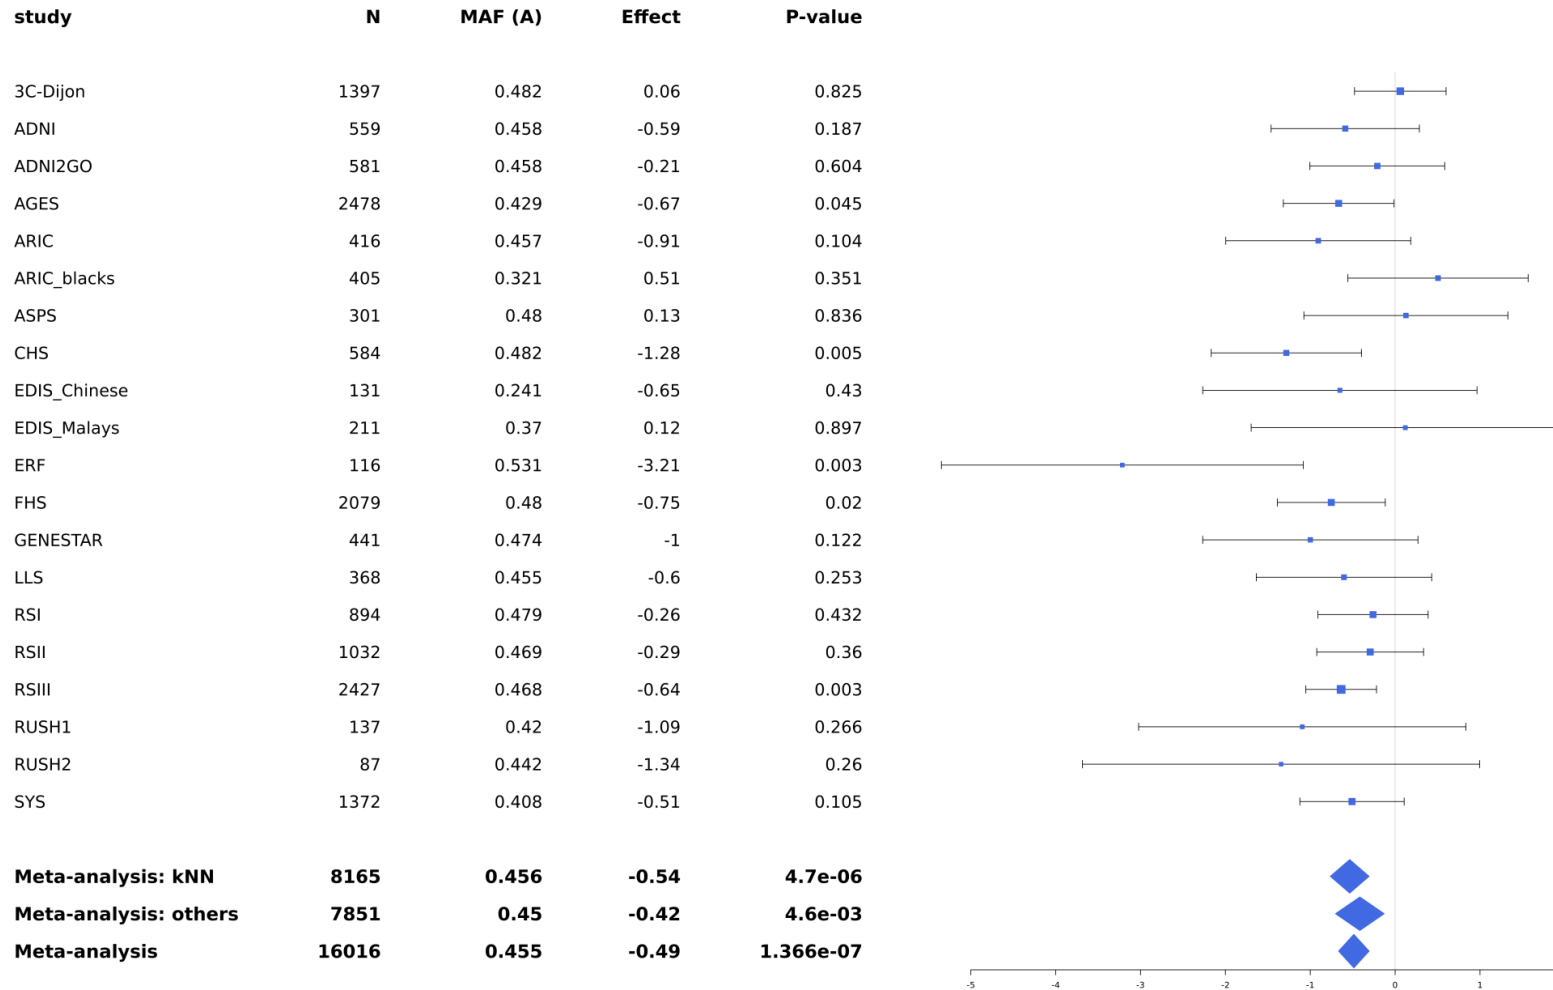 study N MAF (A) Effect P-value
3C-Dijon 1397 0.482 0.06 0.825
ADNI 559 0.458 -0.59 0.187
ADNI2GO 581 0.458 -0.21 0.604
AGES 2478 0.429 -0.67 0.045
ARIC 416 0.457 -0.91 0.104
ARIC_blacks 405 0.321 0.51 0.351
ASPS 301 0.48 0.13 0.836
CHS 584 0.482 -1.28 0.005
EDIS_Chinese 131 0.241 -0.65 0.43
EDIS_Malays 211 0.37 0.12 0.897
ERF 116 0.531 -3.21 0.003
FHS 2079 0.48 -0.75 0.02
GENESTAR 441 0.474 -1 0.122
LLS 368 0.455 -0.6 0.253
RSI 894 0.479 -0.26 0.432
RSII 1032 0.469 -0.29 0.36
RSIII 2427 0.468 -0.64 0.003
RUSH1 137 0.42 -1.09 0.266
RUSH2 87 0.442 -1.34 0.26
SYS 1372 0.408 -0.51 0.105
Meta-analysis: kNN 8165 0.456 -0.54 4.7e-06
Meta-analysis: others 7851 0.45 -0.42 4.6e-03
Meta-analysis 16016 0.455 -0.49 1.366e-07
-5 -4 -3 -2 -1 0 1